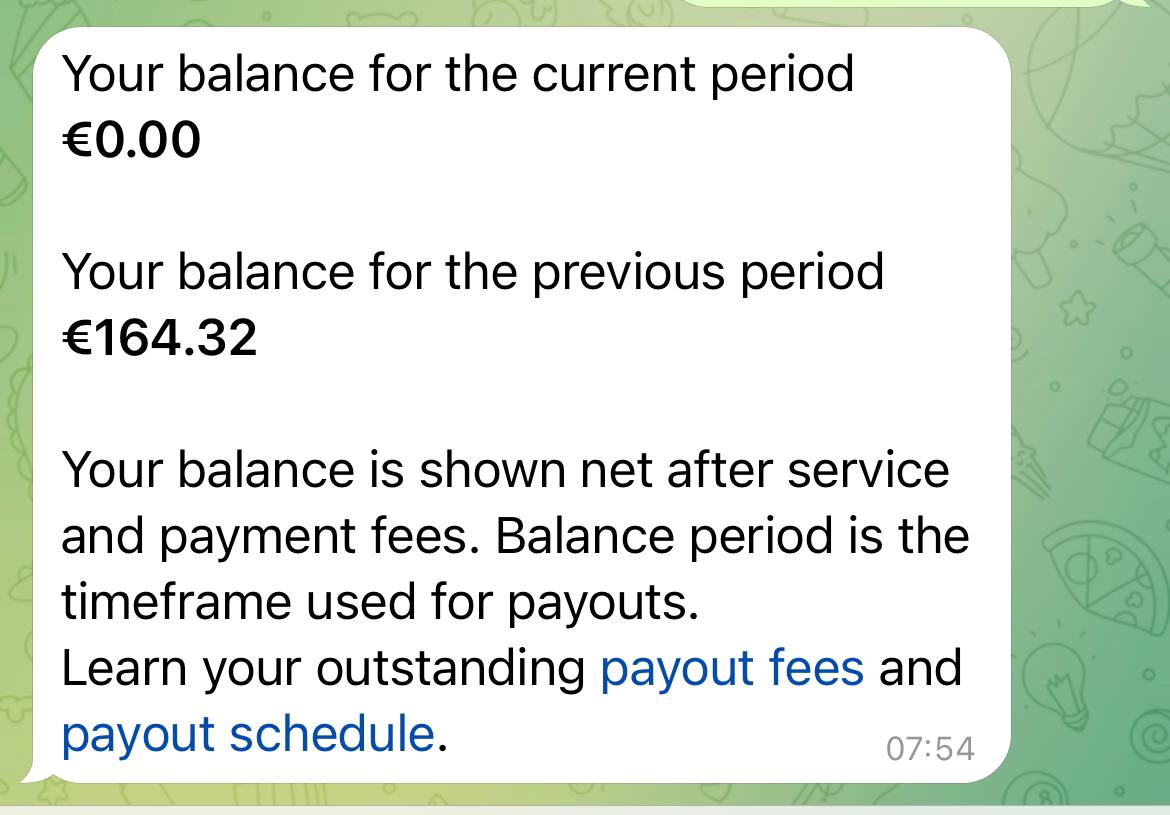 Your balance for the current period
€0.00
Your balance for the previous period
€164.32
Your balance is shown net after service
and payment fees. Balance period is the
timeframe used for payouts.
Learn your outstanding payout fees and
payout schedule.
07:54